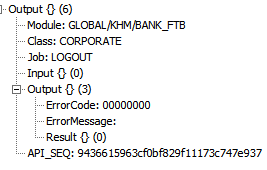 Output {} (6)
Module: GLOBAL/KHM/BANK_FTB
Class: CORPORATE
Job: LOGOUT
Input {} (0)
Output {} (3)
ErrorCode: 00000000
ErrorMessage:
Result {} (0)
API_SEQ: 9436615963cf0bf829f11173c747e937